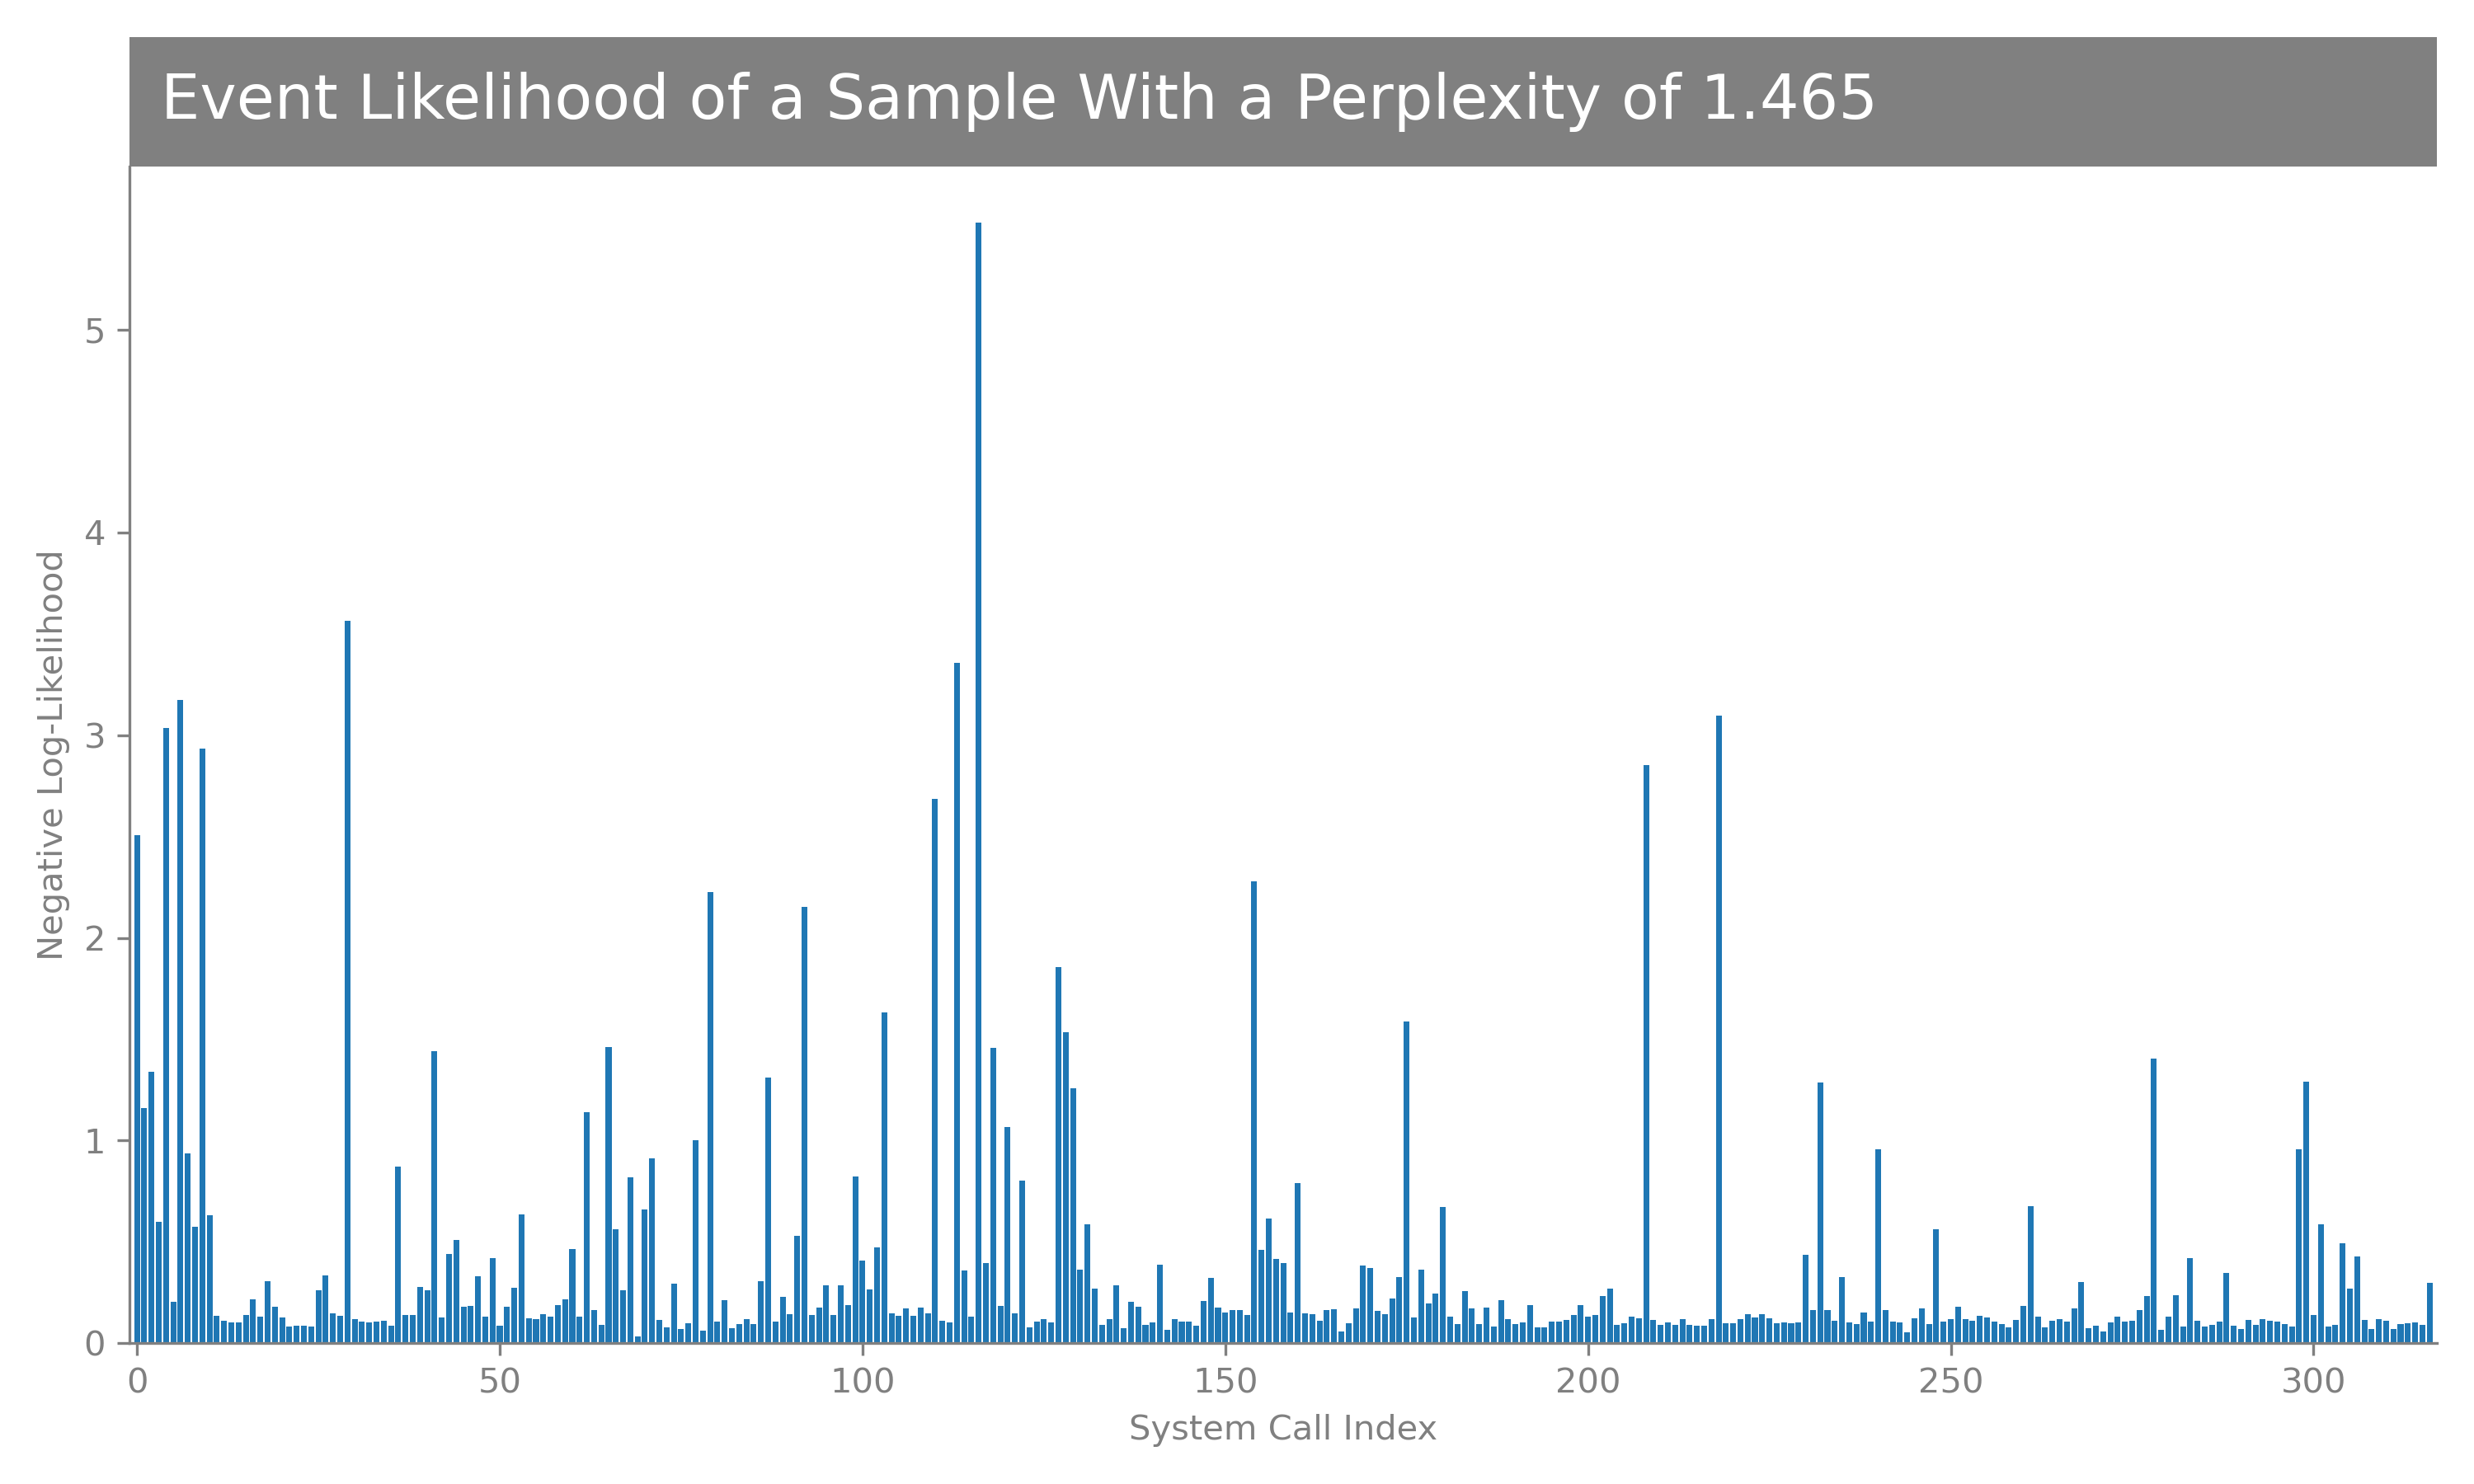 Event Likelihood of a Sample With a Perplexity of 1.465
5
4
3
2
1
0
Negative Log-Likelihood
0 50 100 150 200 250 300
System Call Index